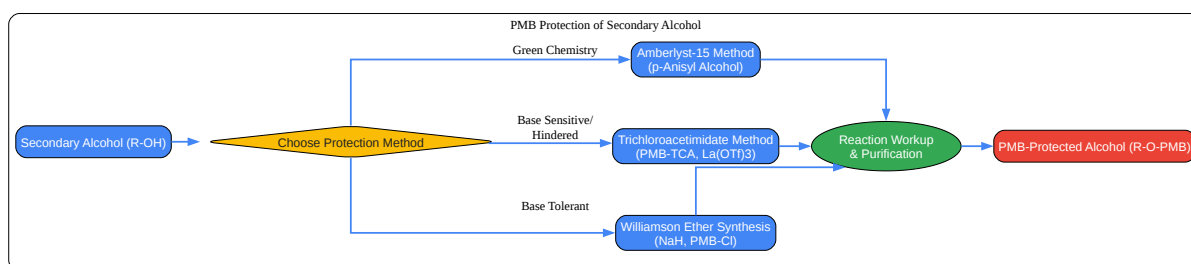 PMB Protection of Secondary Alcohol
Green Chemistry
Amberlyst-15 Method
(p-Anisyl Alcohol)
Secondary Alcohol (R-OH)
Choose Protection Method
Base Sensitive/
Hindered
Trichloroacetimidate Method
(PMB-TCA, La(OTf)3)
Reaction Workup
& Purification
PMB-Protected Alcohol (R-O-PMB)
Base Tolerant
Williamson Ether Synthesis
(NaH, PMB-Cl)